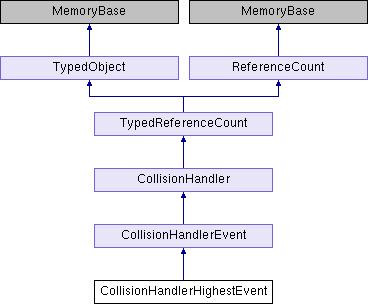 MemoryBase
MemoryBase
TypedObject
ReferenceCount
TypedReferenceCount
CollisionHandler
CollisionHandlerEvent
CollisionHandlerHighestEvent